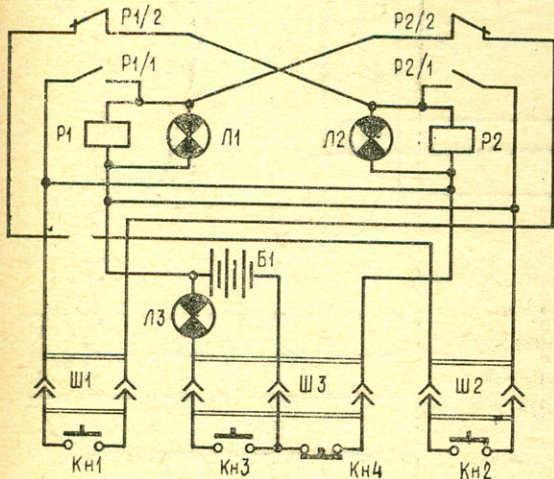 Р1/2 Р2/2
Р1/1 Р2/1
Р1 Л1 Л2 Р2
Б1
Л3
Ш1 Ш3 Ш2
Кн1 Кн3 Кн4 Кн2